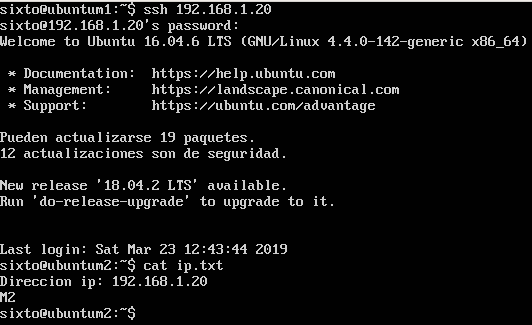 sixto@ubuntum1:~$ ssh 192.168.1.20
sixto@192.168.1.20's password:
Welcome to Ubuntu 16.04.6 LTS (GNU/Linux 4.4.0-142-generic x86_64)
* Documentation:  https://help.ubuntu.com
* Management:     https://landscape.canonical.com
* Support:        https://ubuntu.com/advantage
Pueden actualizarse 19 paquetes.
12 actualizaciones son de seguridad.
New release '18.04.2 LTS' available.
Run 'do-release-upgrade' to upgrade to it.
Last login: Sat Mar 23 12:43:44 2019
sixto@ubuntum2:~$ cat ip.txt
Direccion ip: 192.168.1.20
M2
sixto@ubuntum2:~$